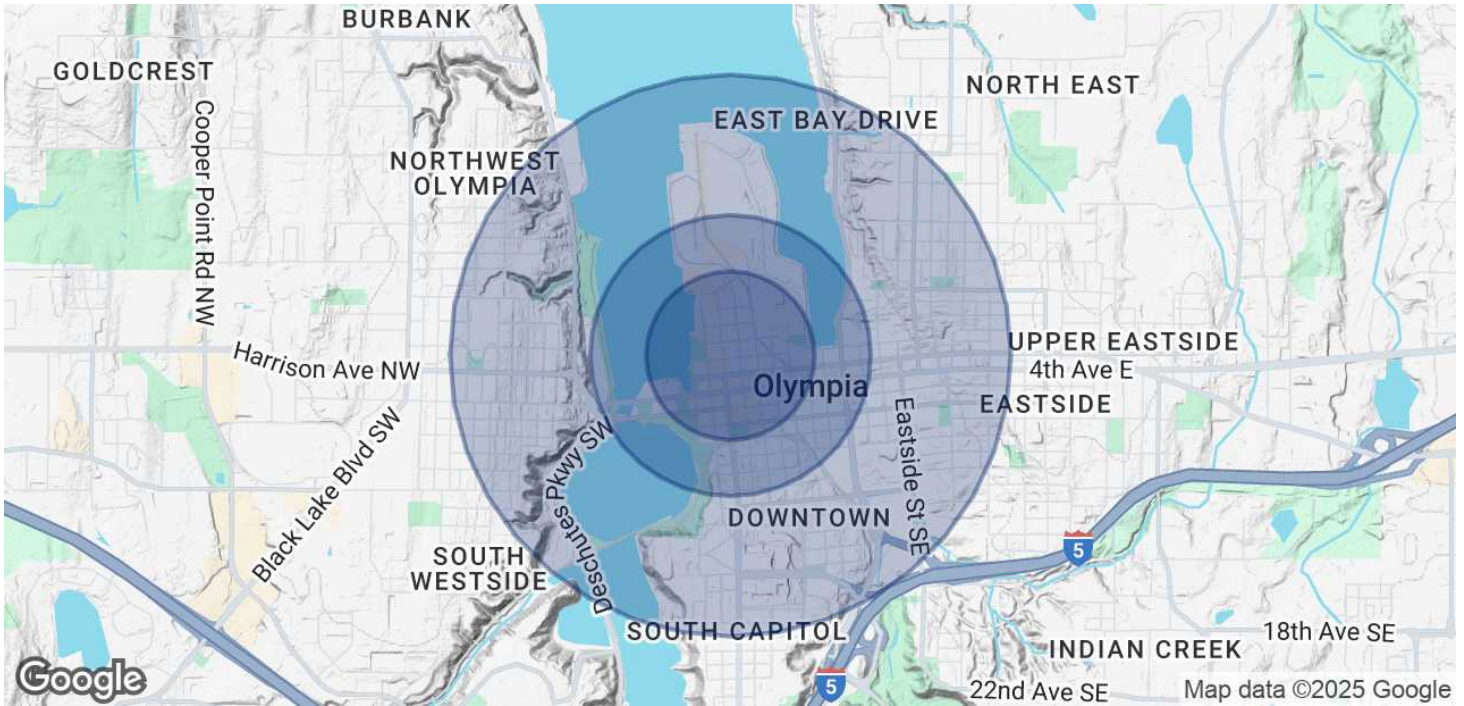 BURBANK
GOLDCREST
NORTH EAST
Cooper Point Rd NW
EAST BAY DRIVE
NORTHWEST
OLYMPIA
Harrison Ave NW
UPPER EASTSIDE
4th Ave E
Olympia
EASTSIDE
Eastside St SE
Black Lake Blvd SW
Deschutes Pkwy SW
DOWNTOWN
SOUTH
WESTSIDE
5
SOUTH CAPITOL
18th Ave SE
INDIAN CREEK
5
22nd Ave SE
Google
Map data ©2025 Google